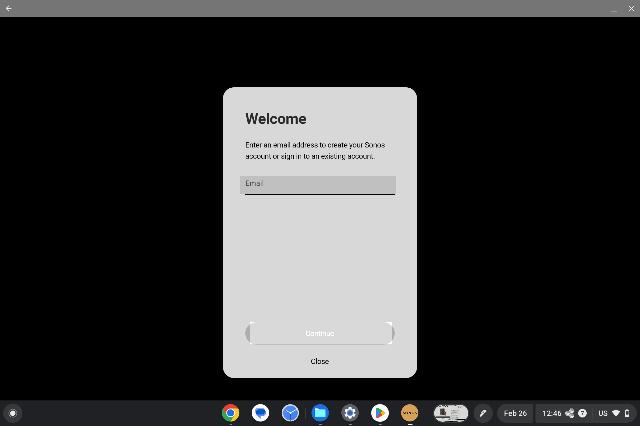 Welcome
Enter an email address to create your Sonos
account or sign in to an existing account.
Email
Continue
Close
SONOS
Feb 26
12:46
US